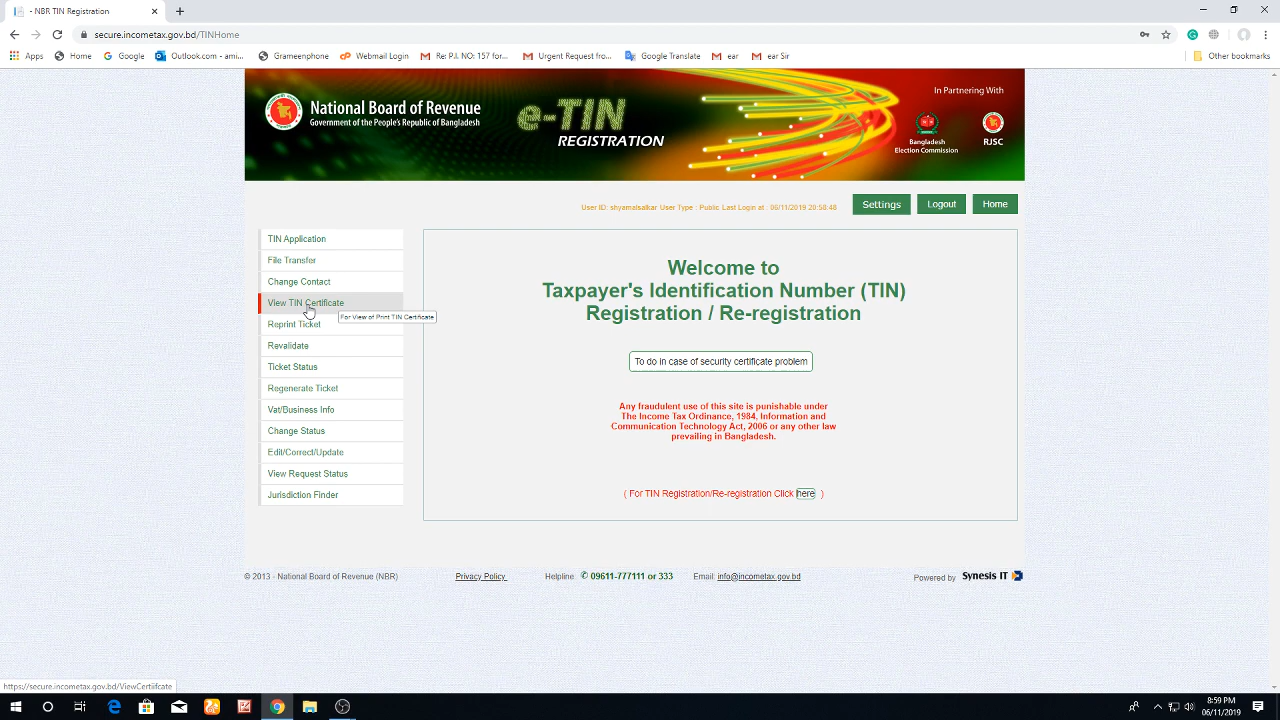 - NBR TIN Registration
secure.incometax.gov.bd/TINHome
Apps Home Google Outlook.com - emai... Grameenphone Webmail Login Re: P.I NO: 157 for... Urgent Request fro... Google Translate ear ear Sir Other bookmarks
In Partnering With
National Board of Revenue
Government of the People's Republic of Bangladesh
e-TIN
REGISTRATION
Bangladesh
Election Commission
RJSC
User ID: shyamalsalkar User Type : Public Last Login at : 06/11/2019 20:58:48
Settings Logout Home
TIN Application
File Transfer
Change Contact
View TIN Certificate
For View of Print TIN Certificate
Reprint Ticket
Revalidate
Ticket Status
Regenerate Ticket
Vat/Business Info
Change Status
Edit/Correct/Update
View Request Status
Jurisdiction Finder
Welcome to
Taxpayer's Identification Number (TIN)
Registration / Re-registration
To do in case of security certificate problem
Any fraudulent use of this site is punishable under
The Income Tax Ordinance, 1984, Information and
Communication Technology Act, 2006 or any other law
prevailing in Bangladesh.
( For TIN Registration/Re-registration Click here )
© 2013 - National Board of Revenue (NBR) Privacy Policy Helpline 09611-777111 or 333 Email: info@incometax.gov.bd Powered by Synesis IT
https://secure.incometax.gov.bd/ViewCertiifcate
8:59 PM
06/11/2019